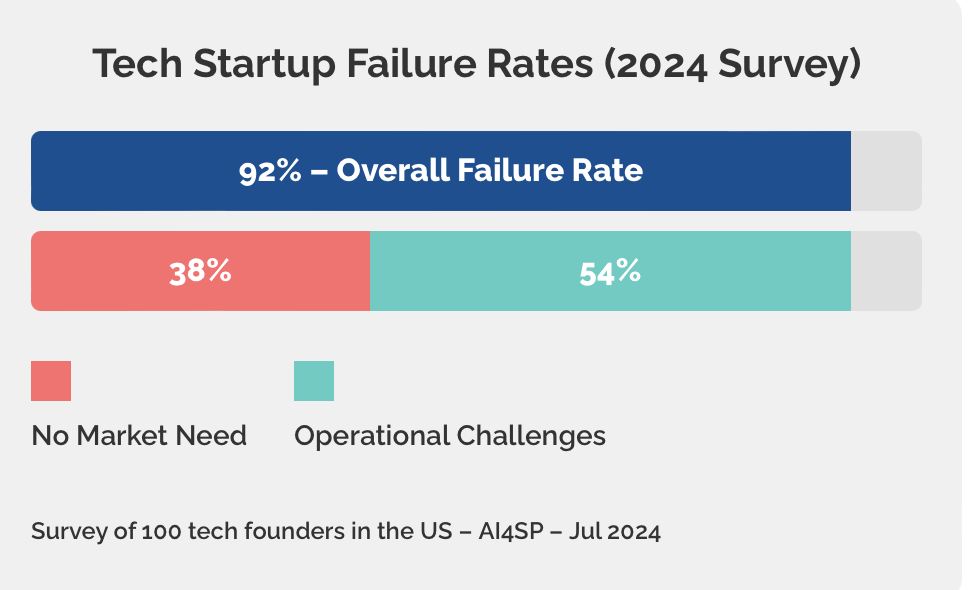 Tech Startup Failure Rates (2024 Survey)
92% – Overall Failure Rate
38% 54%
No Market Need Operational Challenges
Survey of 100 tech founders in the US – AI4SP – Jul 2024